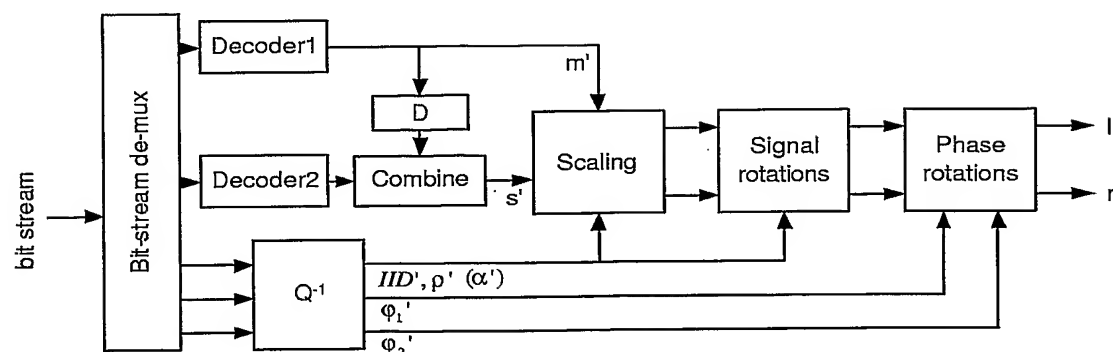 bit stream
Bit-stream de-mux
Decoder1
m'
D
Decoder2
Combine
s'
Scaling
Signal
rotations
Phase
rotations
l
r
Q⁻¹
IID', ρ' (α')
φ₁'
φ₂'